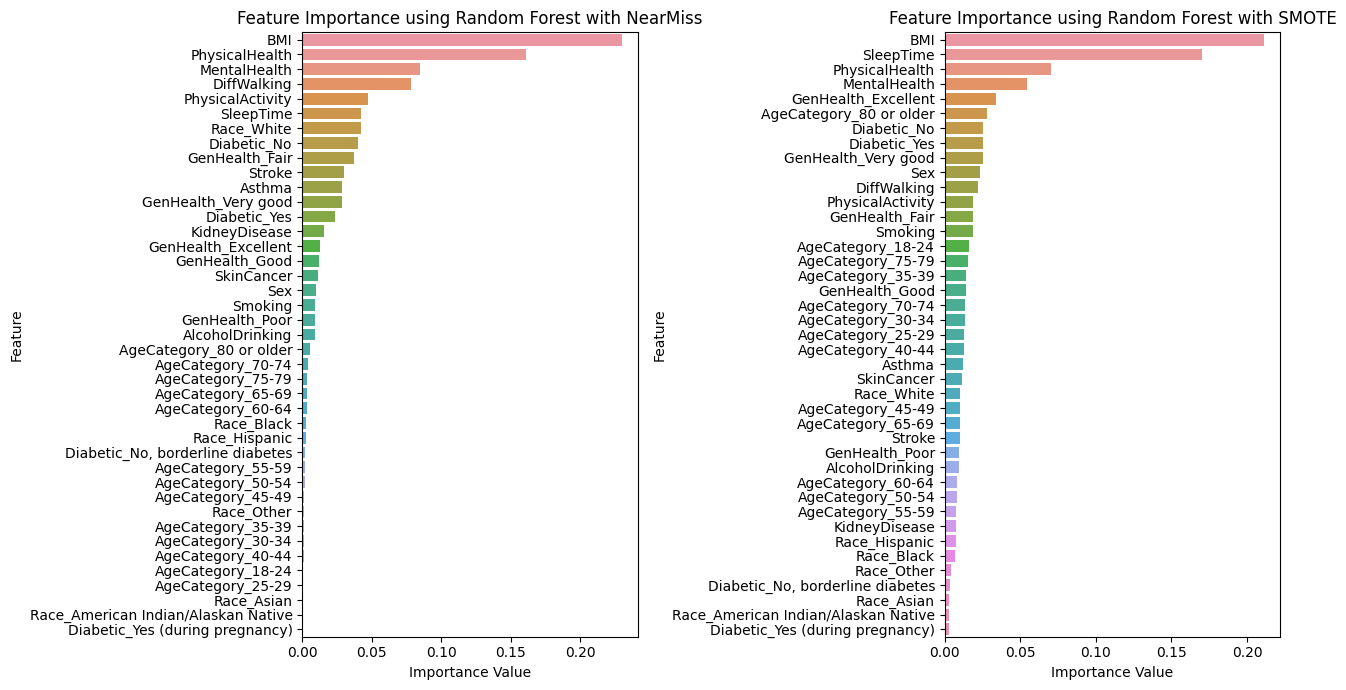 Feature Importance using Random Forest with NearMiss
BMI
PhysicalHealth
MentalHealth
DiffWalking
PhysicalActivity
SleepTime
Race_White
Diabetic_No
GenHealth_Fair
Stroke
Asthma
GenHealth_Very good
Diabetic_Yes
KidneyDisease
GenHealth_Excellent
GenHealth_Good
SkinCancer
Sex
Smoking
GenHealth_Poor
AlcoholDrinking
AgeCategory_80 or older
AgeCategory_70-74
AgeCategory_75-79
AgeCategory_65-69
AgeCategory_60-64
Race_Black
Race_Hispanic
Diabetic_No, borderline diabetes
AgeCategory_55-59
AgeCategory_50-54
AgeCategory_45-49
Race_Other
AgeCategory_35-39
AgeCategory_30-34
AgeCategory_40-44
AgeCategory_18-24
AgeCategory_25-29
Race_Asian
Race_American Indian/Alaskan Native
Diabetic_Yes (during pregnancy)
Feature
0.00 0.05 0.10 0.15 0.20
Importance Value
Feature Importance using Random Forest with SMOTE
BMI
SleepTime
PhysicalHealth
MentalHealth
GenHealth_Excellent
AgeCategory_80 or older
Diabetic_No
Diabetic_Yes
GenHealth_Very good
Sex
DiffWalking
PhysicalActivity
GenHealth_Fair
Smoking
AgeCategory_18-24
AgeCategory_75-79
AgeCategory_35-39
GenHealth_Good
AgeCategory_70-74
AgeCategory_30-34
AgeCategory_25-29
AgeCategory_40-44
Asthma
SkinCancer
Race_White
AgeCategory_45-49
AgeCategory_65-69
Stroke
GenHealth_Poor
AlcoholDrinking
AgeCategory_60-64
AgeCategory_50-54
AgeCategory_55-59
KidneyDisease
Race_Hispanic
Race_Black
Race_Other
Diabetic_No, borderline diabetes
Race_Asian
Race_American Indian/Alaskan Native
Diabetic_Yes (during pregnancy)
Feature
0.00 0.05 0.10 0.15 0.20
Importance Value